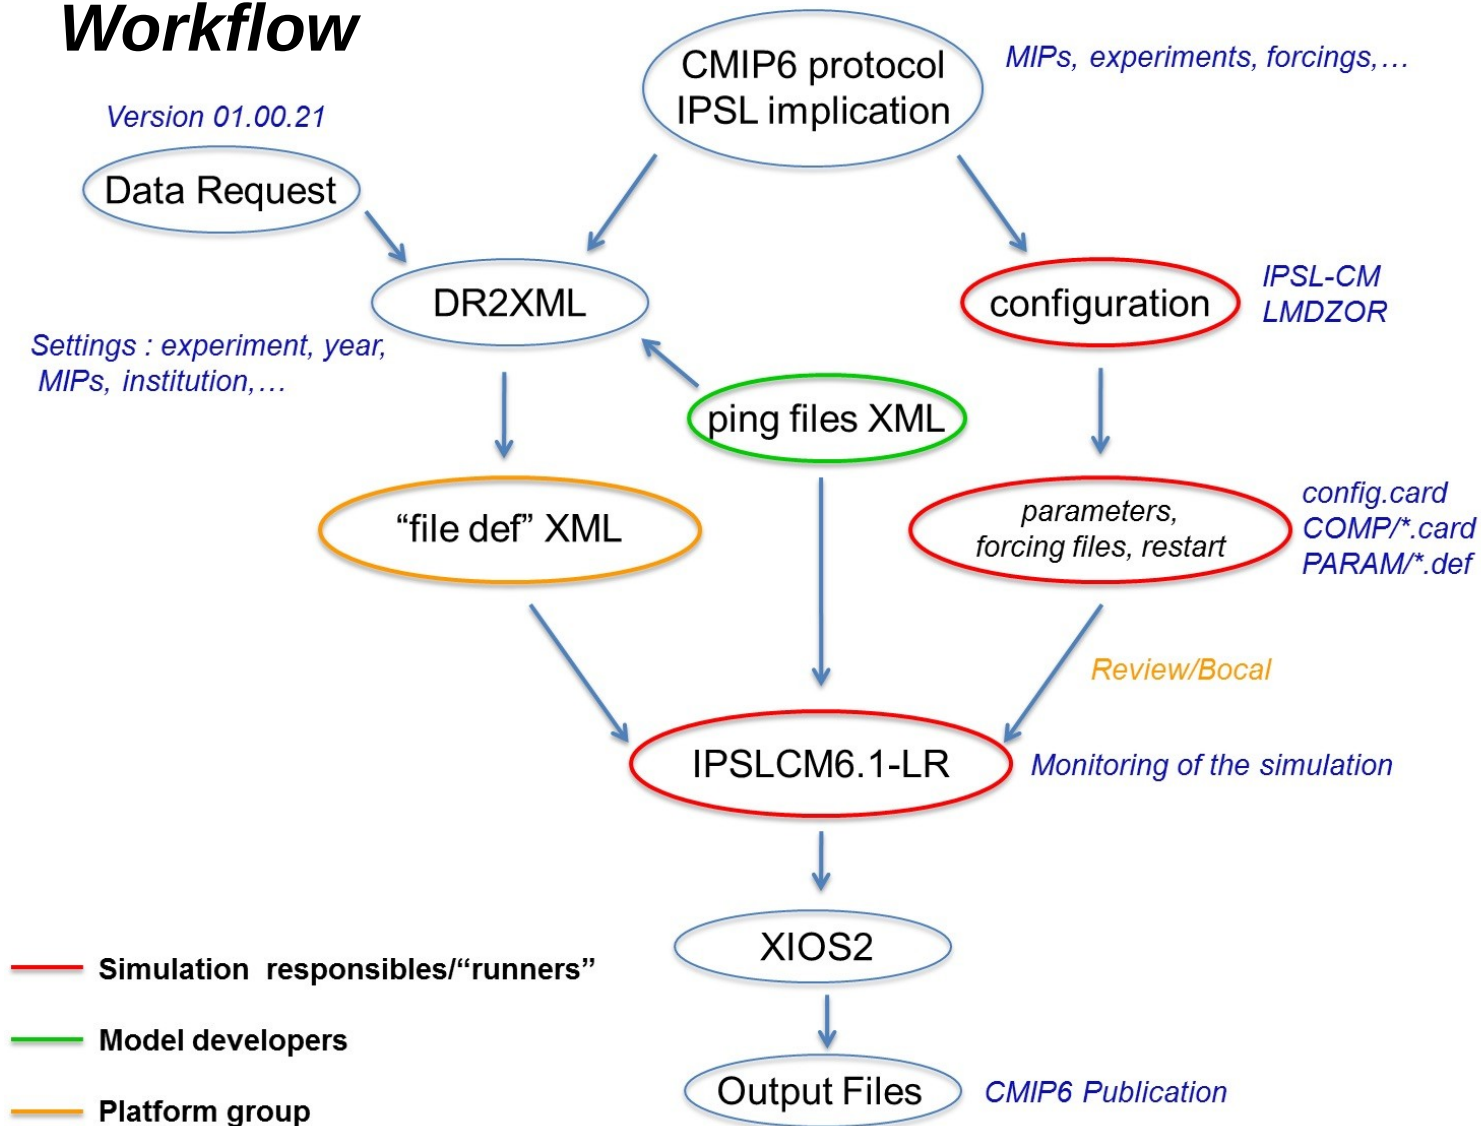 Workflow
CMIP6 protocol
IPSL implication
MIPs, experiments, forcings,…
Version 01.00.21
Data Request
DR2XML
configuration
IPSL-CM
LMDZOR
Settings : experiment, year,
MIPs, institution,…
ping files XML
“file def” XML
parameters,
forcing files, restart
config.card
COMP/*.card
PARAM/*.def
Review/Bocal
IPSLCM6.1-LR
Monitoring of the simulation
XIOS2
Simulation responsibles/“runners”
Model developers
Output Files
CMIP6 Publication
Platform group